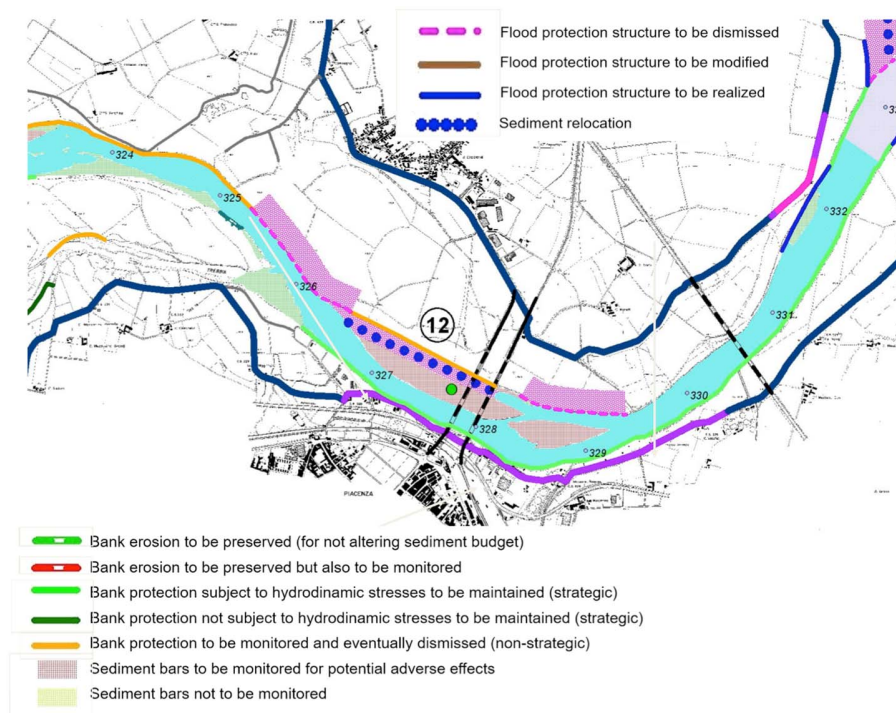 Flood protection structure to be dismissed
Flood protection structure to be modified
Flood protection structure to be realized
Sediment relocation
324
325
332
326
12
331
327
330
328
329
PIACENZA
Bank erosion to be preserved (for not altering sediment budget)
Bank erosion to be preserved but also to be monitored
Bank protection subject to hydrodinamic stresses to be maintained (strategic)
Bank protection not subject to hydrodinamic stresses to be maintained (strategic)
Bank protection to be monitored and eventually dismissed (non-strategic)
Sediment bars to be monitored for potential adverse effects
Sediment bars not to be monitored